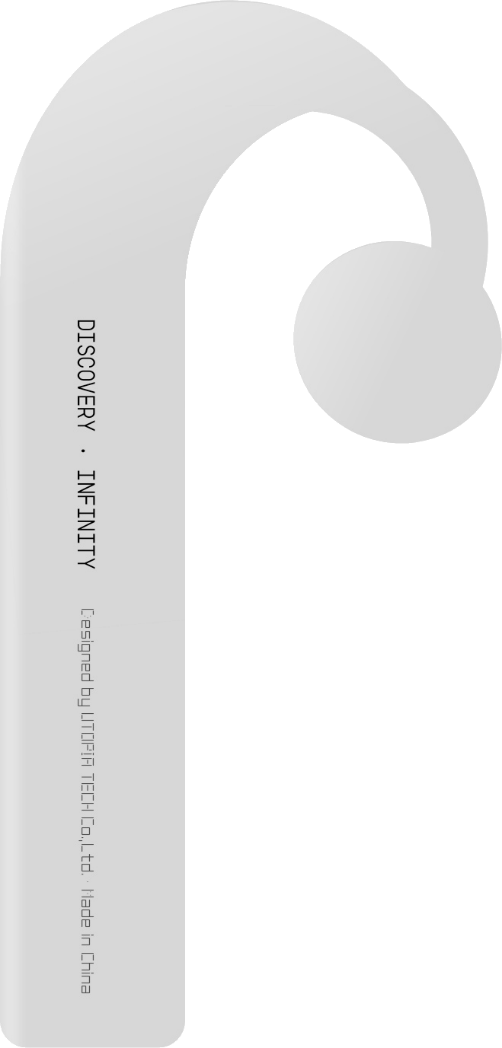 DISCOVERY · INFINITY
Designed by UTOPiA TECH Co.,Ltd. · Made in China